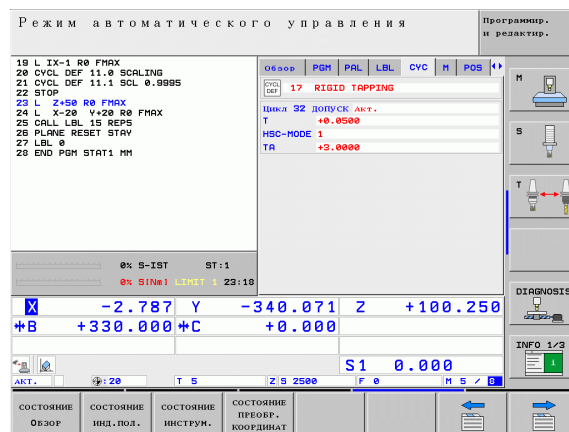 Режим автоматического управления
Программир.
и редактир.
19 L IX-1 R0 FMAX
20 CYCL DEF 11.0 SCALING
21 CYCL DEF 11.1 SCL 0.9995
22 STOP
23 L Z+50 R0 FMAX
24 L X-20 Y+20 R0 FMAX
25 CALL LBL 15 REP5
26 PLANE RESET STAY
27 LBL 0
28 END PGM STAT1 MM
Обзор PGM PAL LBL CYC M POS
CYCL DEF 17 RIGID TAPPING
Цикл 32 ДОПУСК Акт.
T +0.0500
HSC-MODE 1
TA +3.0000
0% S-IST ST:1
0% S[Nm] LIMIT 1 23:18
X -2.787 Y -340.071 Z +100.250
B +330.000 C +0.000
S1 0.000
АКТ. : 20 T 5 Z S 2500 F 0 M 5 / 8
M
S
T
DIAGNOSIS
INFO 1/3
1
СОСТОЯНИЕ ОБЗОР
СОСТОЯНИЕ ИНД.ПОЛ.
СОСТОЯНИЕ ИНСТРУМ.
СОСТОЯНИЕ ПРЕОБР. КООРДИНАТ